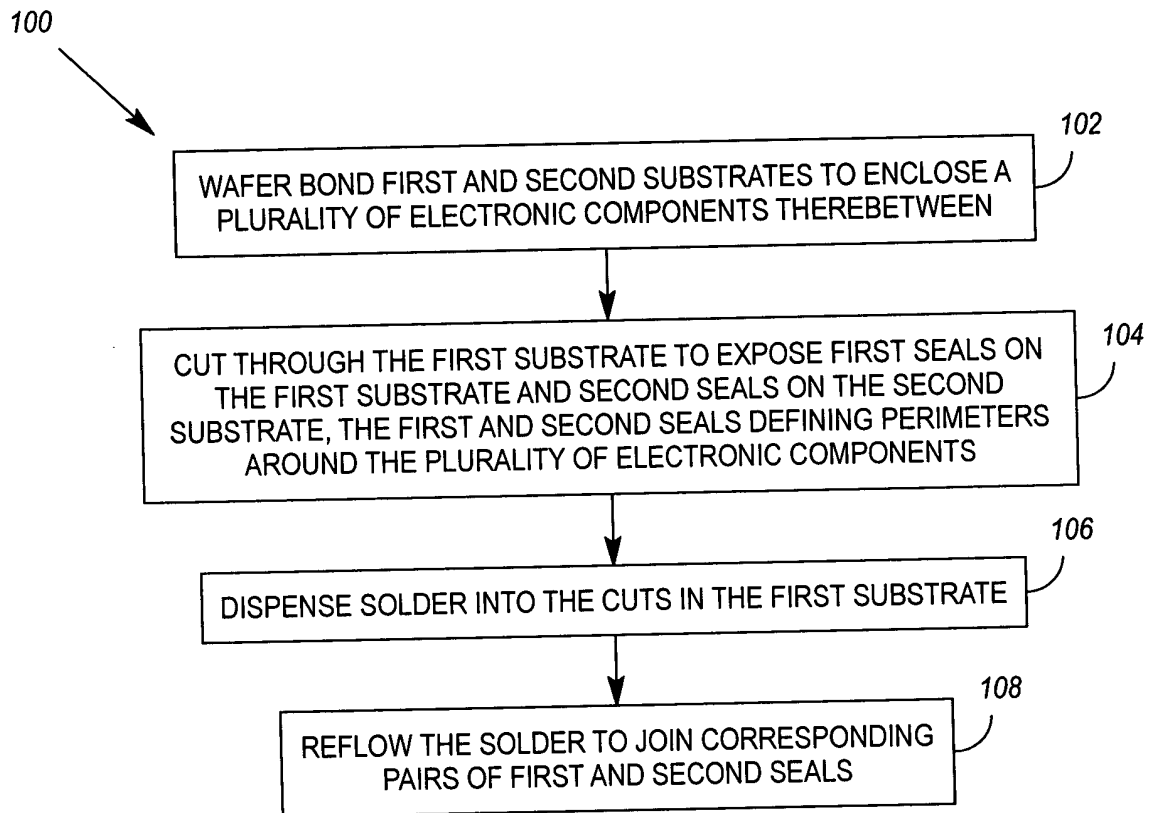 100
102
WAFER BOND FIRST AND SECOND SUBSTRATES TO ENCLOSE A
PLURALITY OF ELECTRONIC COMPONENTS THEREBETWEEN
104
CUT THROUGH THE FIRST SUBSTRATE TO EXPOSE FIRST SEALS ON
THE FIRST SUBSTRATE AND SECOND SEALS ON THE SECOND
SUBSTRATE, THE FIRST AND SECOND SEALS DEFINING PERIMETERS
AROUND THE PLURALITY OF ELECTRONIC COMPONENTS
106
DISPENSE SOLDER INTO THE CUTS IN THE FIRST SUBSTRATE
108
REFLOW THE SOLDER TO JOIN CORRESPONDING
PAIRS OF FIRST AND SECOND SEALS